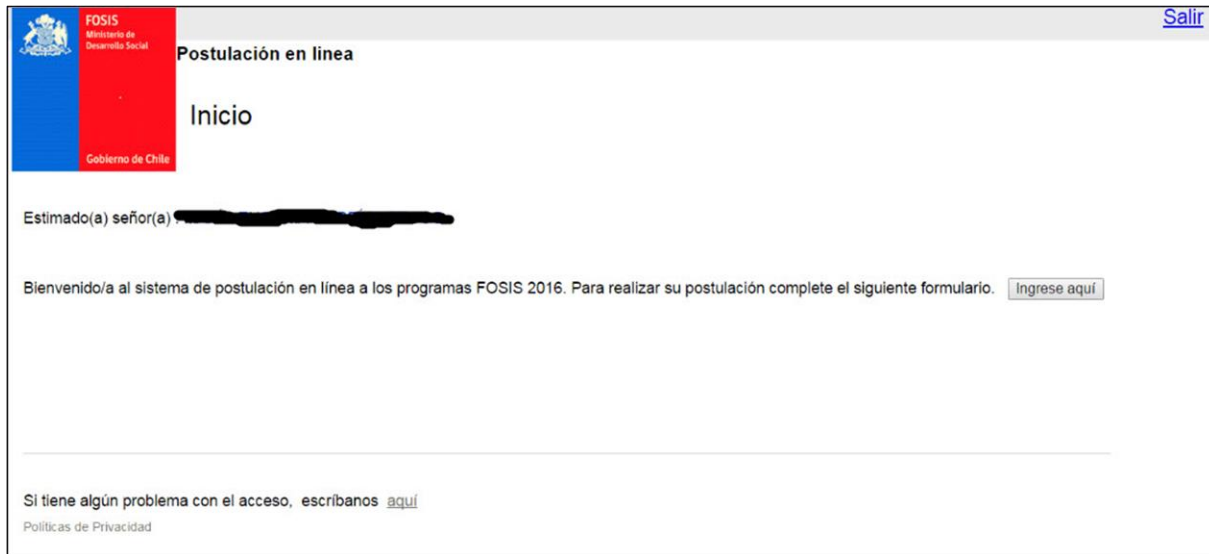 Salir
FOSIS
Ministerio de
Desarrollo Social
Gobierno de Chile
Postulación en linea
Inicio
Estimado(a) señor(a)
Bienvenido/a al sistema de postulación en línea a los programas FOSIS 2016. Para realizar su postulación complete el siguiente formulario. Ingrese aquí
Si tiene algún problema con el acceso, escríbanos aquí
Políticas de Privacidad